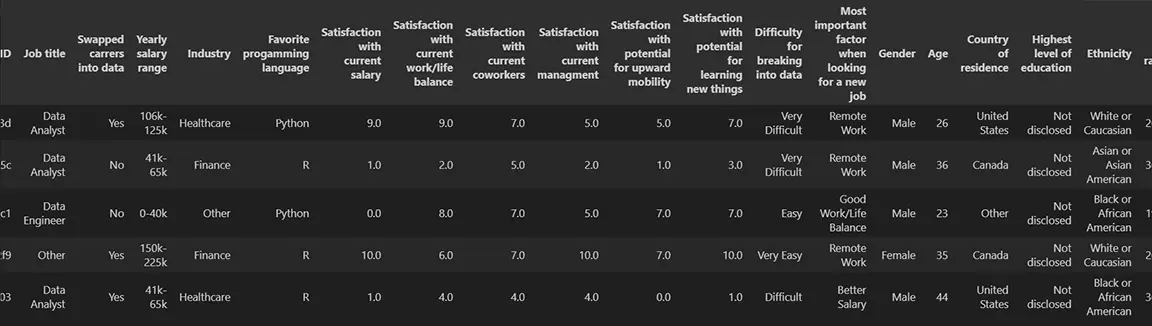 ID Job title Swapped carrers into data Yearly salary range Industry Favorite progamming language Satisfaction with current salary Satisfaction with current work/life balance Satisfaction with current coworkers Satisfaction with current managment Satisfaction with potential for upward mobility Satisfaction with potential for learning new things Difficulty for breaking into data Most important factor when looking for a new job Gender Age Country of residence Highest level of education Ethnicity
3d Data Analyst Yes 106k-125k Healthcare Python 9.0 9.0 7.0 5.0 5.0 7.0 Very Difficult Remote Work Male 26 United States Not disclosed White or Caucasian
5c Data Analyst No 41k-65k Finance R 1.0 2.0 5.0 2.0 1.0 3.0 Very Difficult Remote Work Male 36 Canada Not disclosed Asian or Asian American
c1 Data Engineer No 0-40k Other Python 0.0 8.0 7.0 5.0 7.0 7.0 Easy Good Work/Life Balance Male 23 Other Not disclosed Black or African American
f9 Other Yes 150k-225k Finance R 10.0 6.0 7.0 10.0 7.0 10.0 Very Easy Remote Work Female 35 Canada Not disclosed White or Caucasian
03 Data Analyst Yes 41k-65k Healthcare R 1.0 4.0 4.0 4.0 0.0 1.0 Difficult Better Salary Male 44 United States Not disclosed Black or African American